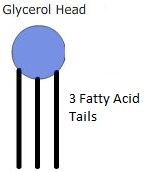 Glycerol Head
3 Fatty Acid
Tails